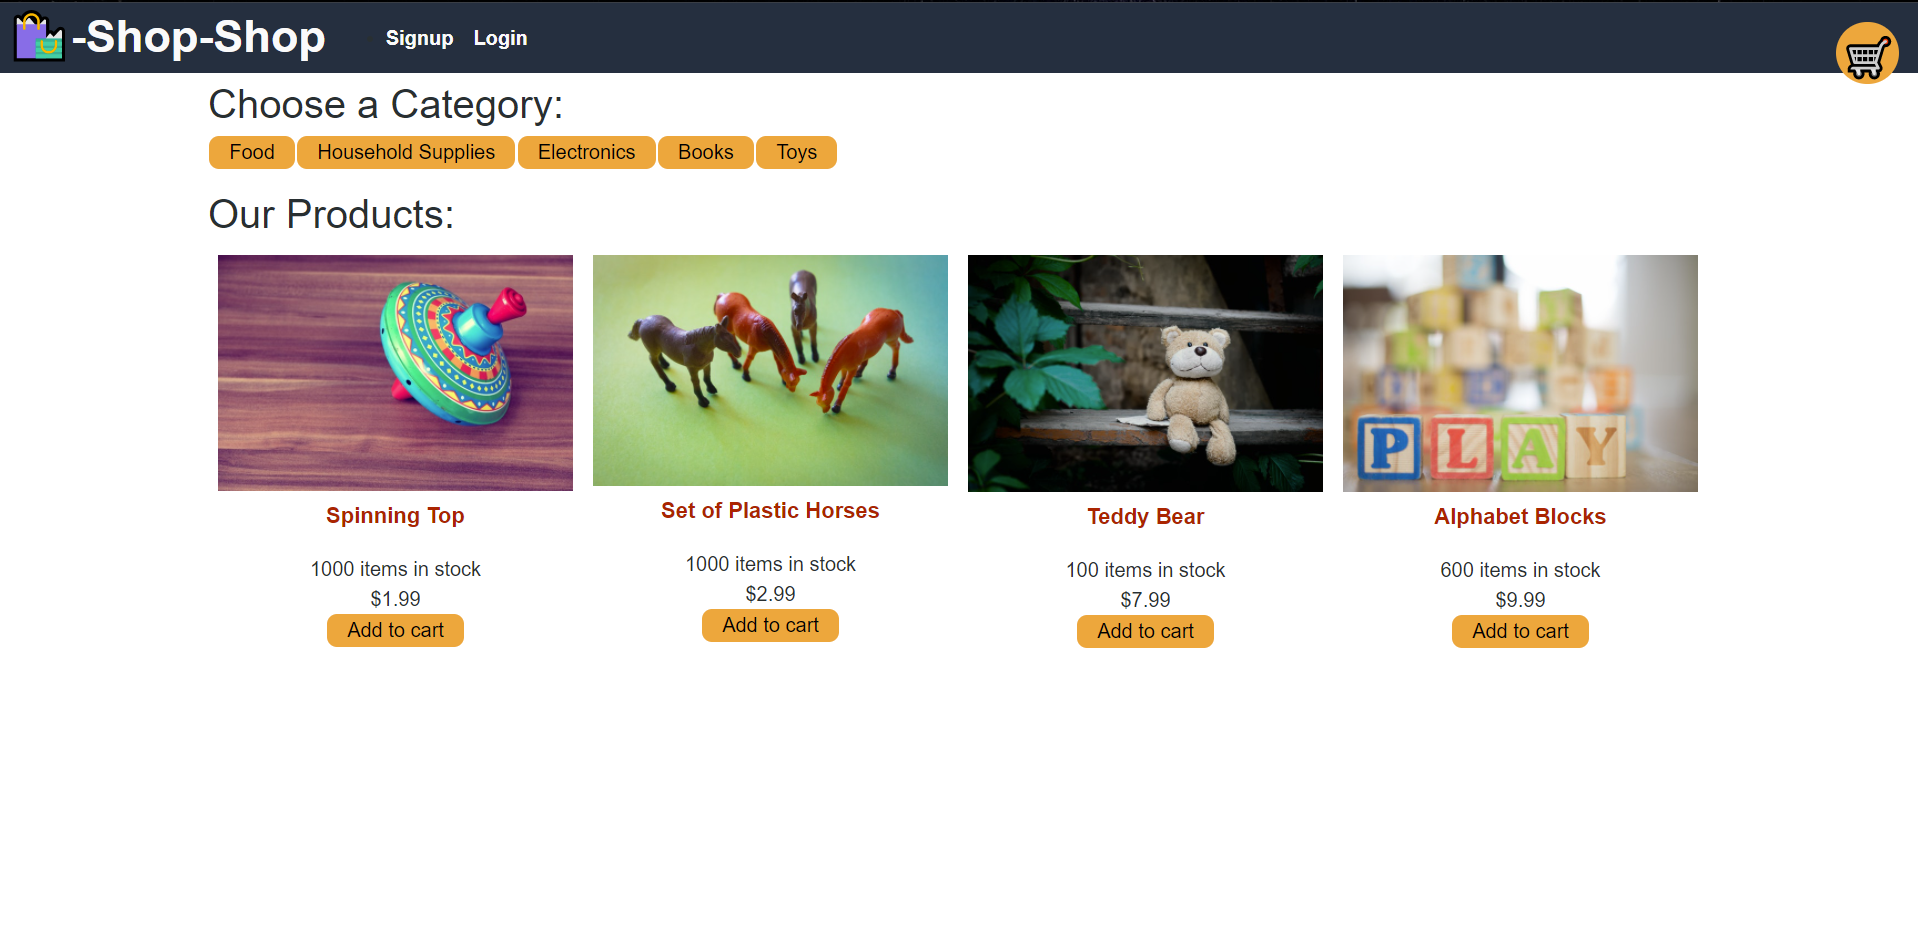 -Shop-Shop
Signup Login
Choose a Category:
Food Household Supplies Electronics Books Toys
Our Products:
PLAY
Spinning Top
1000 items in stock
$1.99
Add to cart
Set of Plastic Horses
1000 items in stock
$2.99
Add to cart
Teddy Bear
100 items in stock
$7.99
Add to cart
Alphabet Blocks
600 items in stock
$9.99
Add to cart